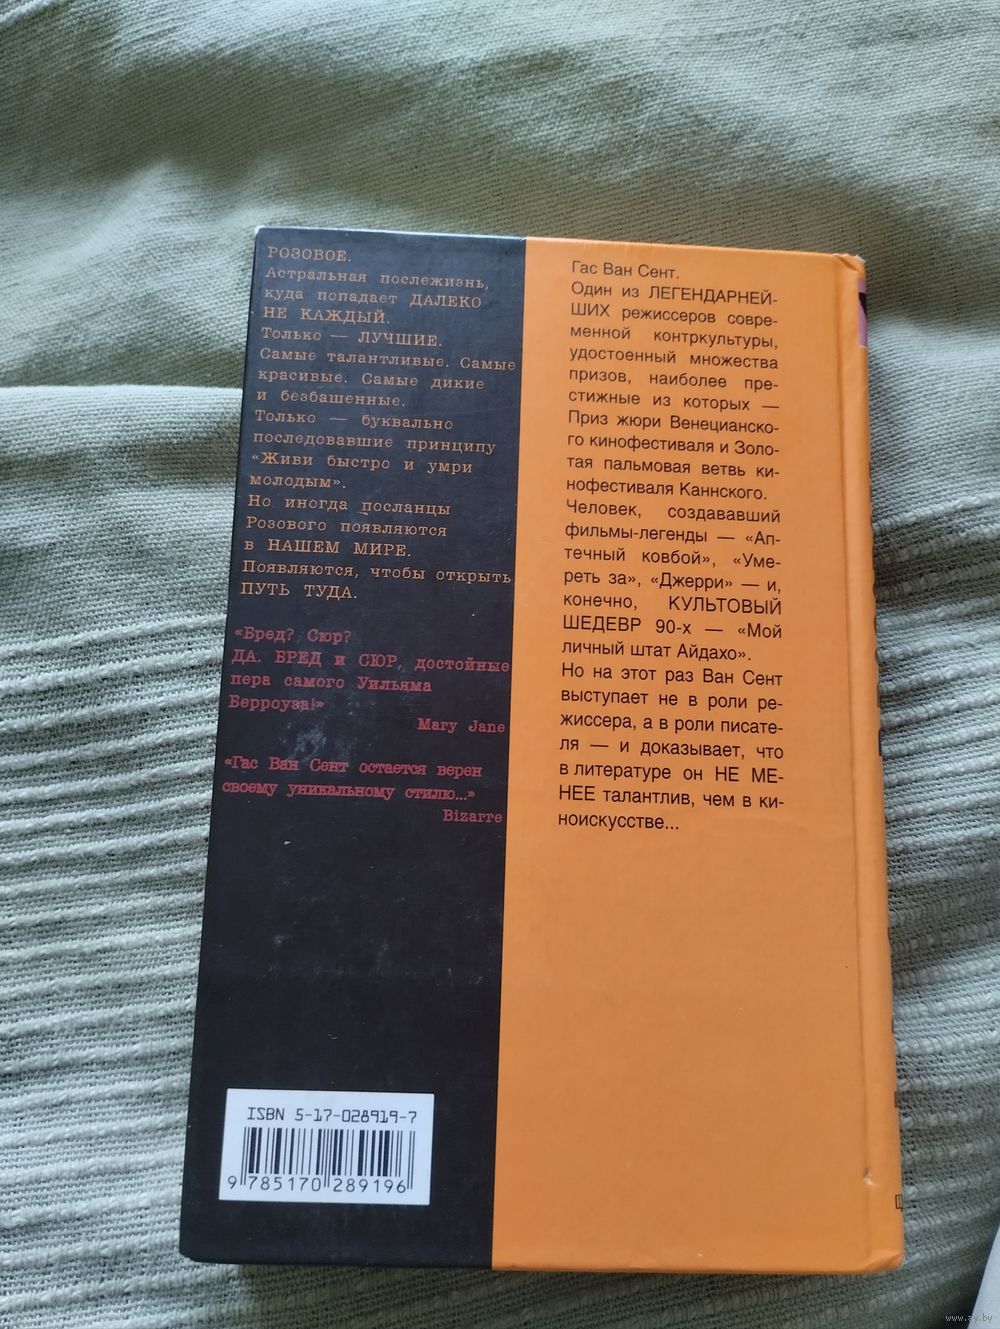 РОЗОВОЕ.
Астральная послежизнь,
куда попадает ДАЛЕКО
НЕ КАЖДЫЙ.
Только — ЛУЧШИЕ.
Самые талантливые. Самые
красивые. Самые дикие
и безбашенные.
Только — буквально
последовавшие принципу
«Живи быстро и умри
молодым».
Но иногда посланцы
Розового появляются
в НАШЕМ МИРЕ.
Появляются, чтобы открыть
ПУТЬ ТУДА.
«Бред? Сюр?
ДА. БРЕД и СЮР, достойные
пера самого Уильяма
Берроуза!»
Mary Jane
«Гас Ван Сент остается верен
своему уникальному стилю...»
Bizarre
ISBN 5-17-028919-7
9 785170 289196
Гас Ван Сент.
Один из ЛЕГЕНДАРНЕЙ-
ШИХ режиссеров совре-
менной контркультуры,
удостоенный множества
призов, наиболее пре-
стижные из которых —
Приз жюри Венецианско-
го кинофестиваля и Золо-
тая пальмовая ветвь ки-
нофестиваля Каннского.
Человек, создававший
фильмы-легенды — «Ап-
течный ковбой», «Уме-
реть за», «Джерри» — и,
конечно, КУЛЬТОВЫЙ
ШЕДЕВР 90-х — «Мой
личный штат Айдахо».
Но на этот раз Ван Сент
выступает не в роли ре-
жиссера, а в роли писате-
ля — и доказывает, что
в литературе он НЕ МЕ-
НЕЕ талантлив, чем в ки-
ноискусстве...
www.ay.by